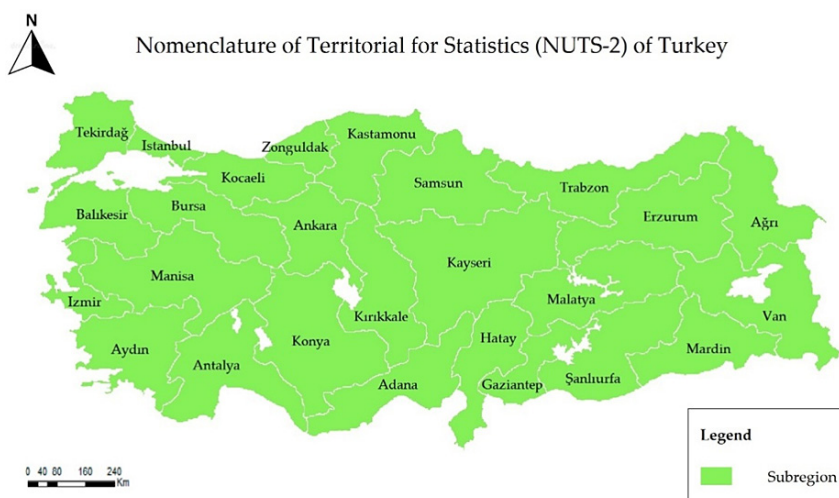 N
Nomenclature of Territorial for Statistics (NUTS-2) of Turkey
Tekirdağ
Istanbul
Zonguldak
Kastamonu
Kocaeli
Samsun
Trabzon
Balıkesir
Bursa
Ankara
Erzurum
Ağrı
Manisa
Kayseri
Izmir
Kırıkkale
Malatya
Van
Aydın
Antalya
Konya
Hatay
Mardin
Adana
Gaziantep
Şanlıurfa
Legend
Subregion
0 40 80 160 240
Km